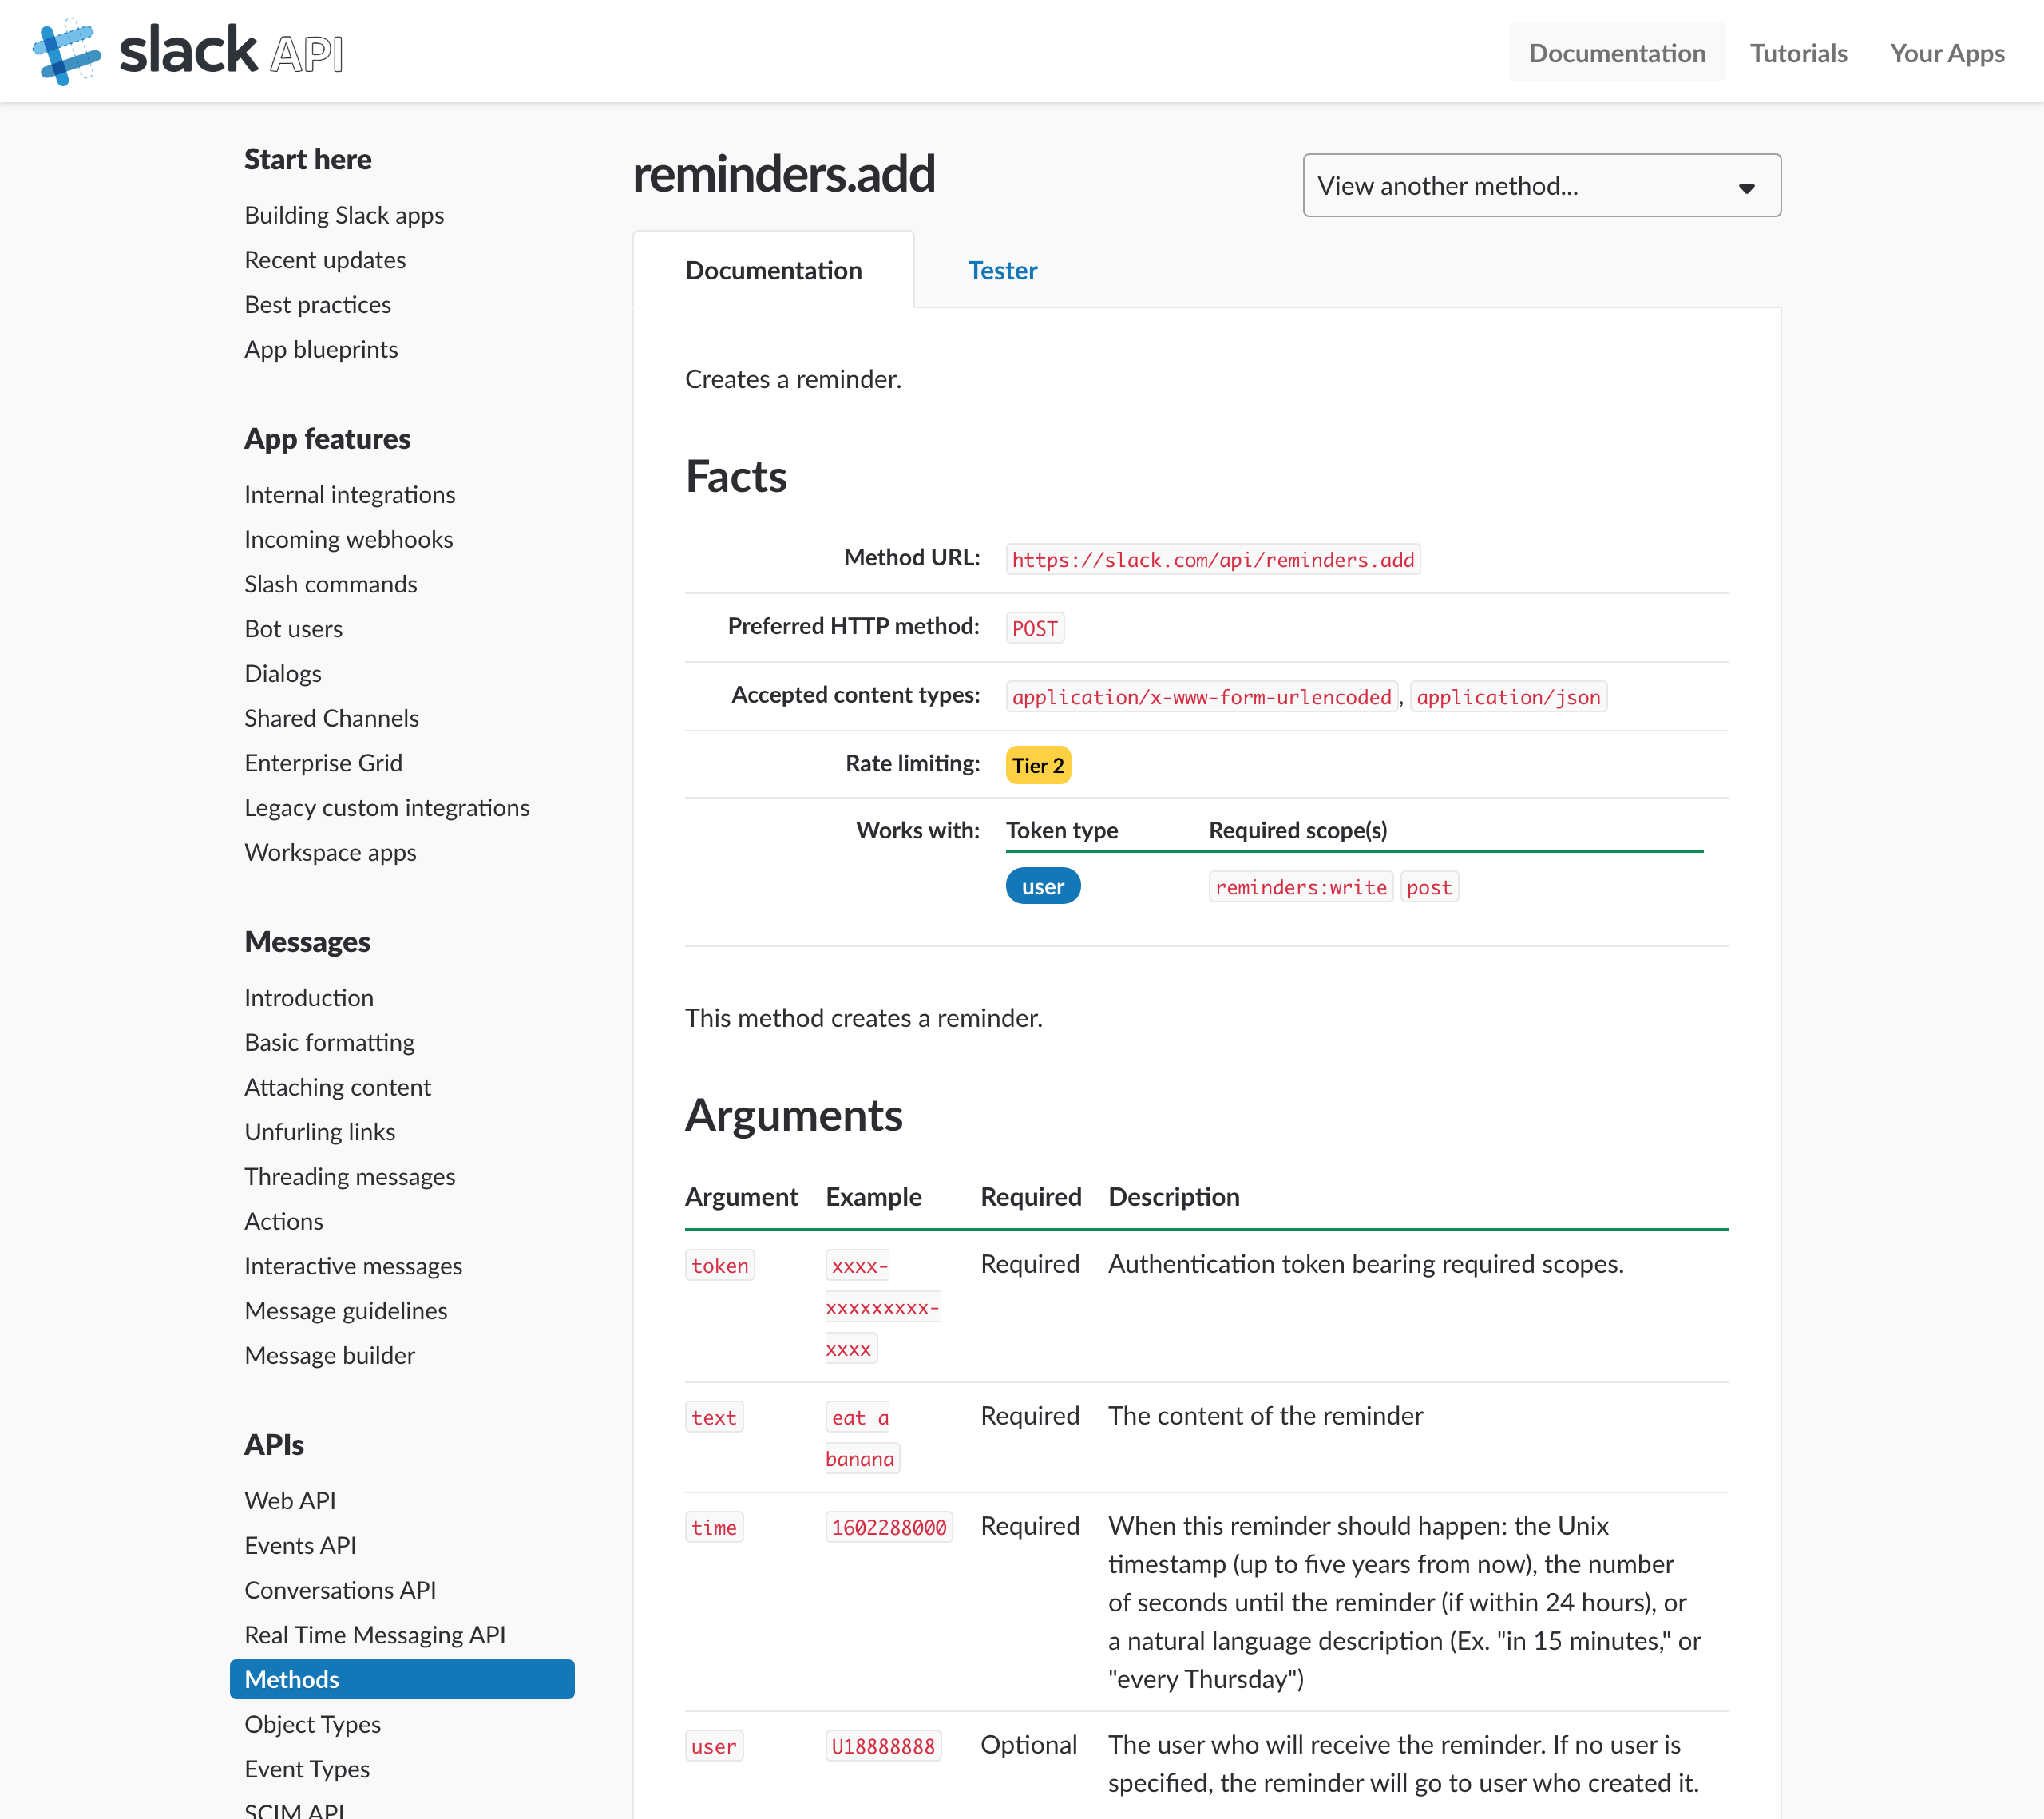 slack API
Documentation
Tutorials
Your Apps
Start here
Building Slack apps
Recent updates
Best practices
App blueprints
App features
Internal integrations
Incoming webhooks
Slash commands
Bot users
Dialogs
Shared Channels
Enterprise Grid
Legacy custom integrations
Workspace apps
Messages
Introduction
Basic formatting
Attaching content
Unfurling links
Threading messages
Actions
Interactive messages
Message guidelines
Message builder
APIs
Web API
Events API
Conversations API
Real Time Messaging API
Methods
Object Types
Event Types
SCIM API
reminders.add
View another method...
Documentation
Tester
Creates a reminder.
Facts
Method URL: https://slack.com/api/reminders.add
Preferred HTTP method: POST
Accepted content types: application/x-www-form-urlencoded, application/json
Rate limiting: Tier 2
Works with: Token type Required scope(s)
user reminders:write post
This method creates a reminder.
Arguments
Argument Example Required Description
token xxxx- Required Authentication token bearing required scopes.
xxxxxxxxx-
xxxx
text eat a Required The content of the reminder
banana
time 1602288000 Required When this reminder should happen: the Unix
timestamp (up to five years from now), the number
of seconds until the reminder (if within 24 hours), or
a natural language description (Ex. "in 15 minutes," or
"every Thursday")
user U18888888 Optional The user who will receive the reminder. If no user is
specified, the reminder will go to user who created it.